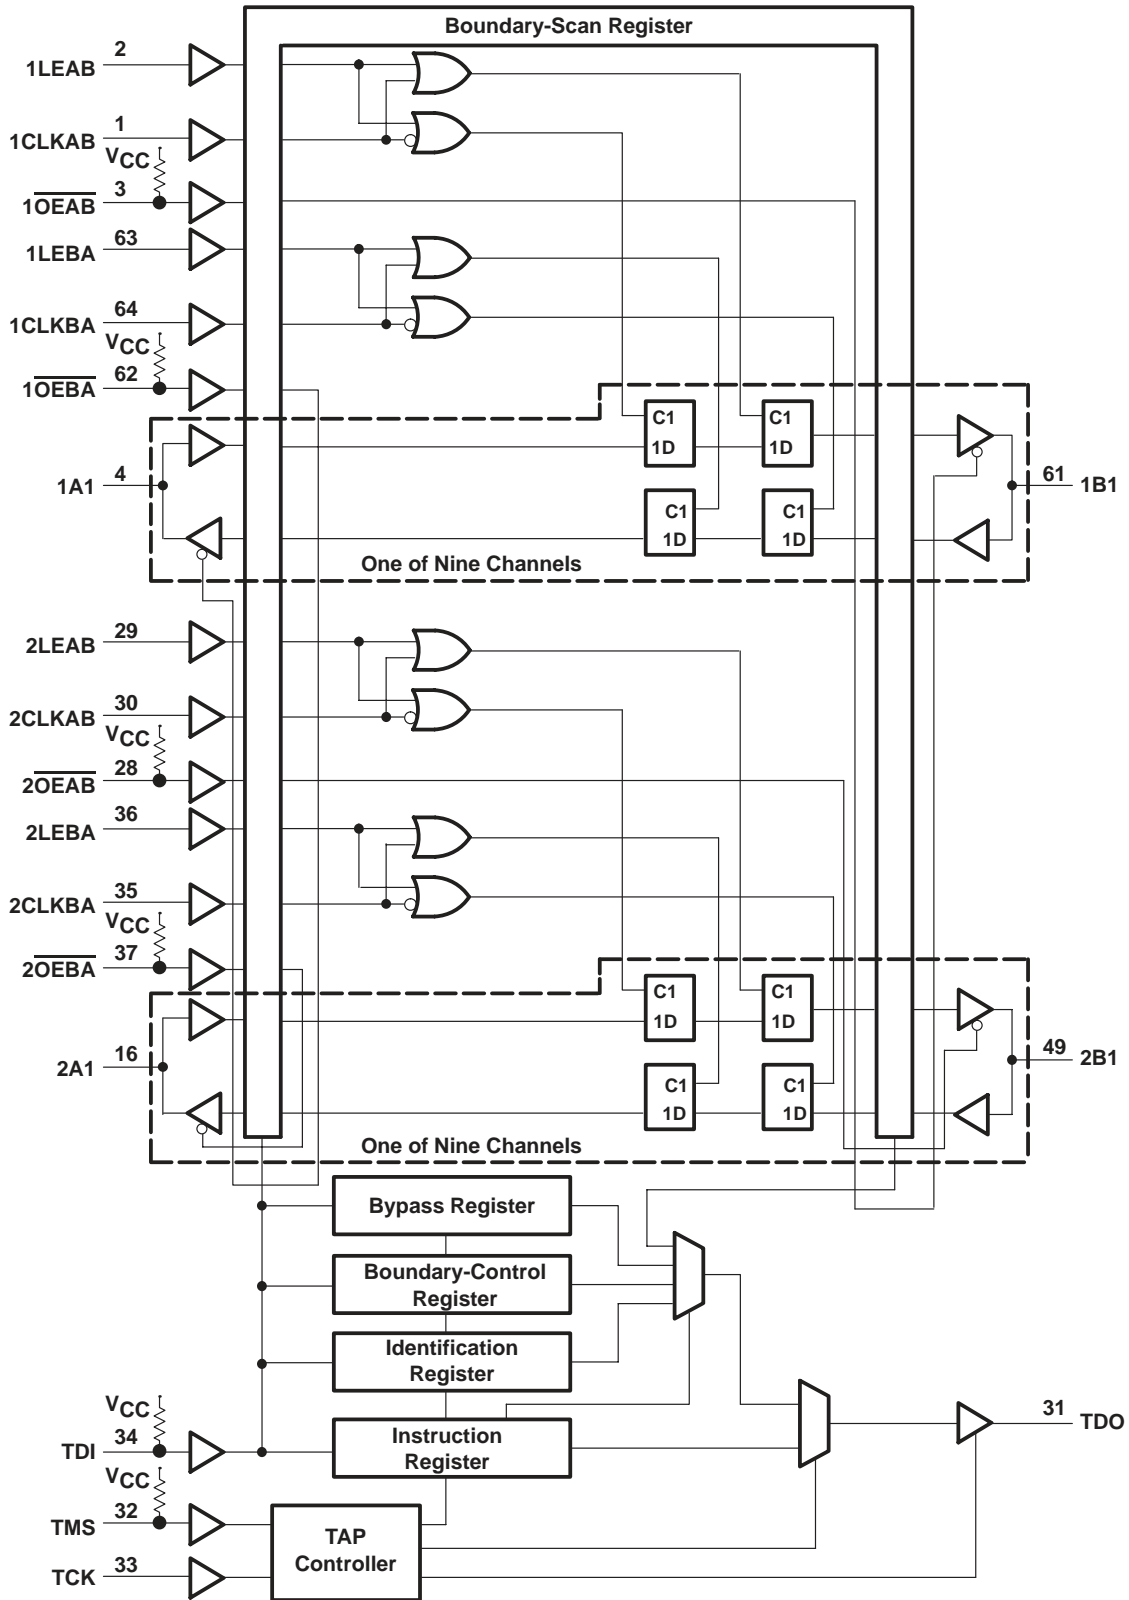 Boundary-Scan Register
2
1LEAB
1
1CLKAB
VCC
3
1OEAB
63
1LEBA
64
1CLKBA
VCC
62
1OEBA
C1
1D
C1
1D
4
1A1
61
1B1
C1
1D
C1
1D
One of Nine Channels
29
2LEAB
30
2CLKAB
VCC
28
2OEAB
36
2LEBA
35
2CLKBA
VCC
37
2OEBA
C1
1D
C1
1D
16
2A1
49
2B1
C1
1D
C1
1D
One of Nine Channels
Bypass Register
Boundary-Control
Register
Identification
Register
VCC
34
TDI
Instruction
Register
31
TDO
VCC
32
TMS
TAP
Controller
33
TCK